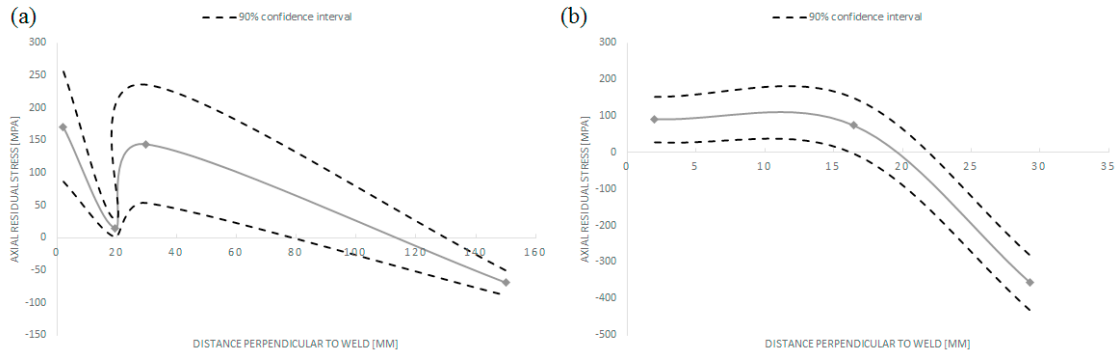 (a)
90% confidence interval
300
250
200
150
100
50
0
-50
-100
-150
0 20 40 60 80 100 120 140 160
AXIAL RESIDUAL STRESS [MPA]
DISTANCE PERPENDICULAR TO WELD [MM]
(b)
90% confidence interval
300
200
100
0
-100
-200
-300
-400
-500
0 5 10 15 20 25 30 35
AXIAL RESIDUAL STRESS [MPA]
DISTANCE PERPENDICULAR TO WELD [MM]